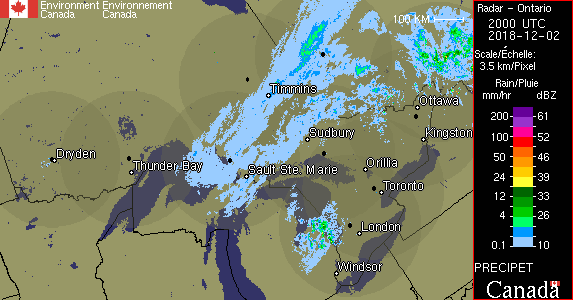 Environment Environnement
Canada Canada
100 KM
Timmins
Ottawa
Sudbury
Kingston
Dryden
Thunder Bay
Sault Ste. Marie
Orillia
Toronto
London
Windsor
Radar - Ontario
2000 UTC
2018-12-02
Scale/Échelle:
3.5 km/Pixel
Rain/Pluie
mm/hr dBZ
200 61
100 52
50 46
24 39
12 33
4 26
0.1 10
PRECIPET
Canada